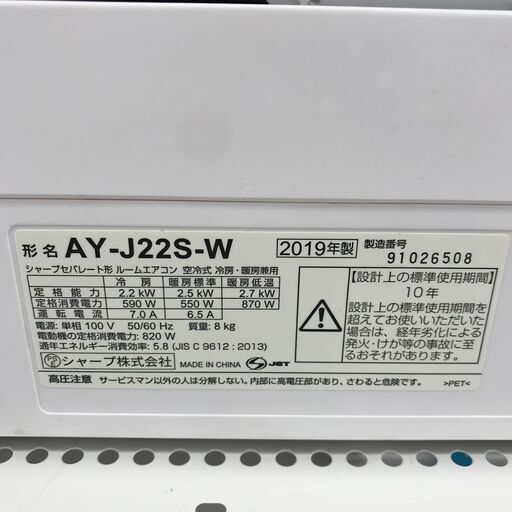 形名 AY-J22S-W 2019年製 製造番号 91026508
シャープセパレート形 ルームエアコン 空冷式 冷房・暖房兼用
冷房 暖房標準 暖房低温
定格能力 2.2 kW 2.5 kW 2.7 kW
定格消費電力 590 W 550 W 870 W
運転電流 7.0 A 6.5 A
電源: 単相 100 V 50/60 Hz 質量: 8 kg
電動機の定格消費電力: 820 W
通年エネルギー消費効率: 5.8 (JIS C 9612 : 2013)
シャープ株式会社 MADE IN CHINA JET
【設計上の標準使用期間】
10年
設計上の標準使用期間を
超えてお使いいただいた
場合は、経年劣化による
発火・けが等の事故に至
るおそれがあります。
高圧注意 サービスマン以外の人は分解しない。内部に高電圧部があり、さわると危険です。 >PET<